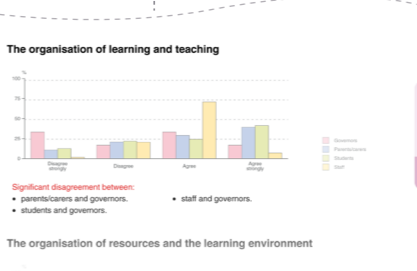 The organisation of learning and teaching
%
100
75
50
25
0
Disagree strongly
Disagree
Agree
Agree strongly
Governors
Parents/carers
Students
Staff
Significant disagreement between:
• parents/carers and governors.
• staff and governors.
• students and governors.
The organisation of resources and the learning environment